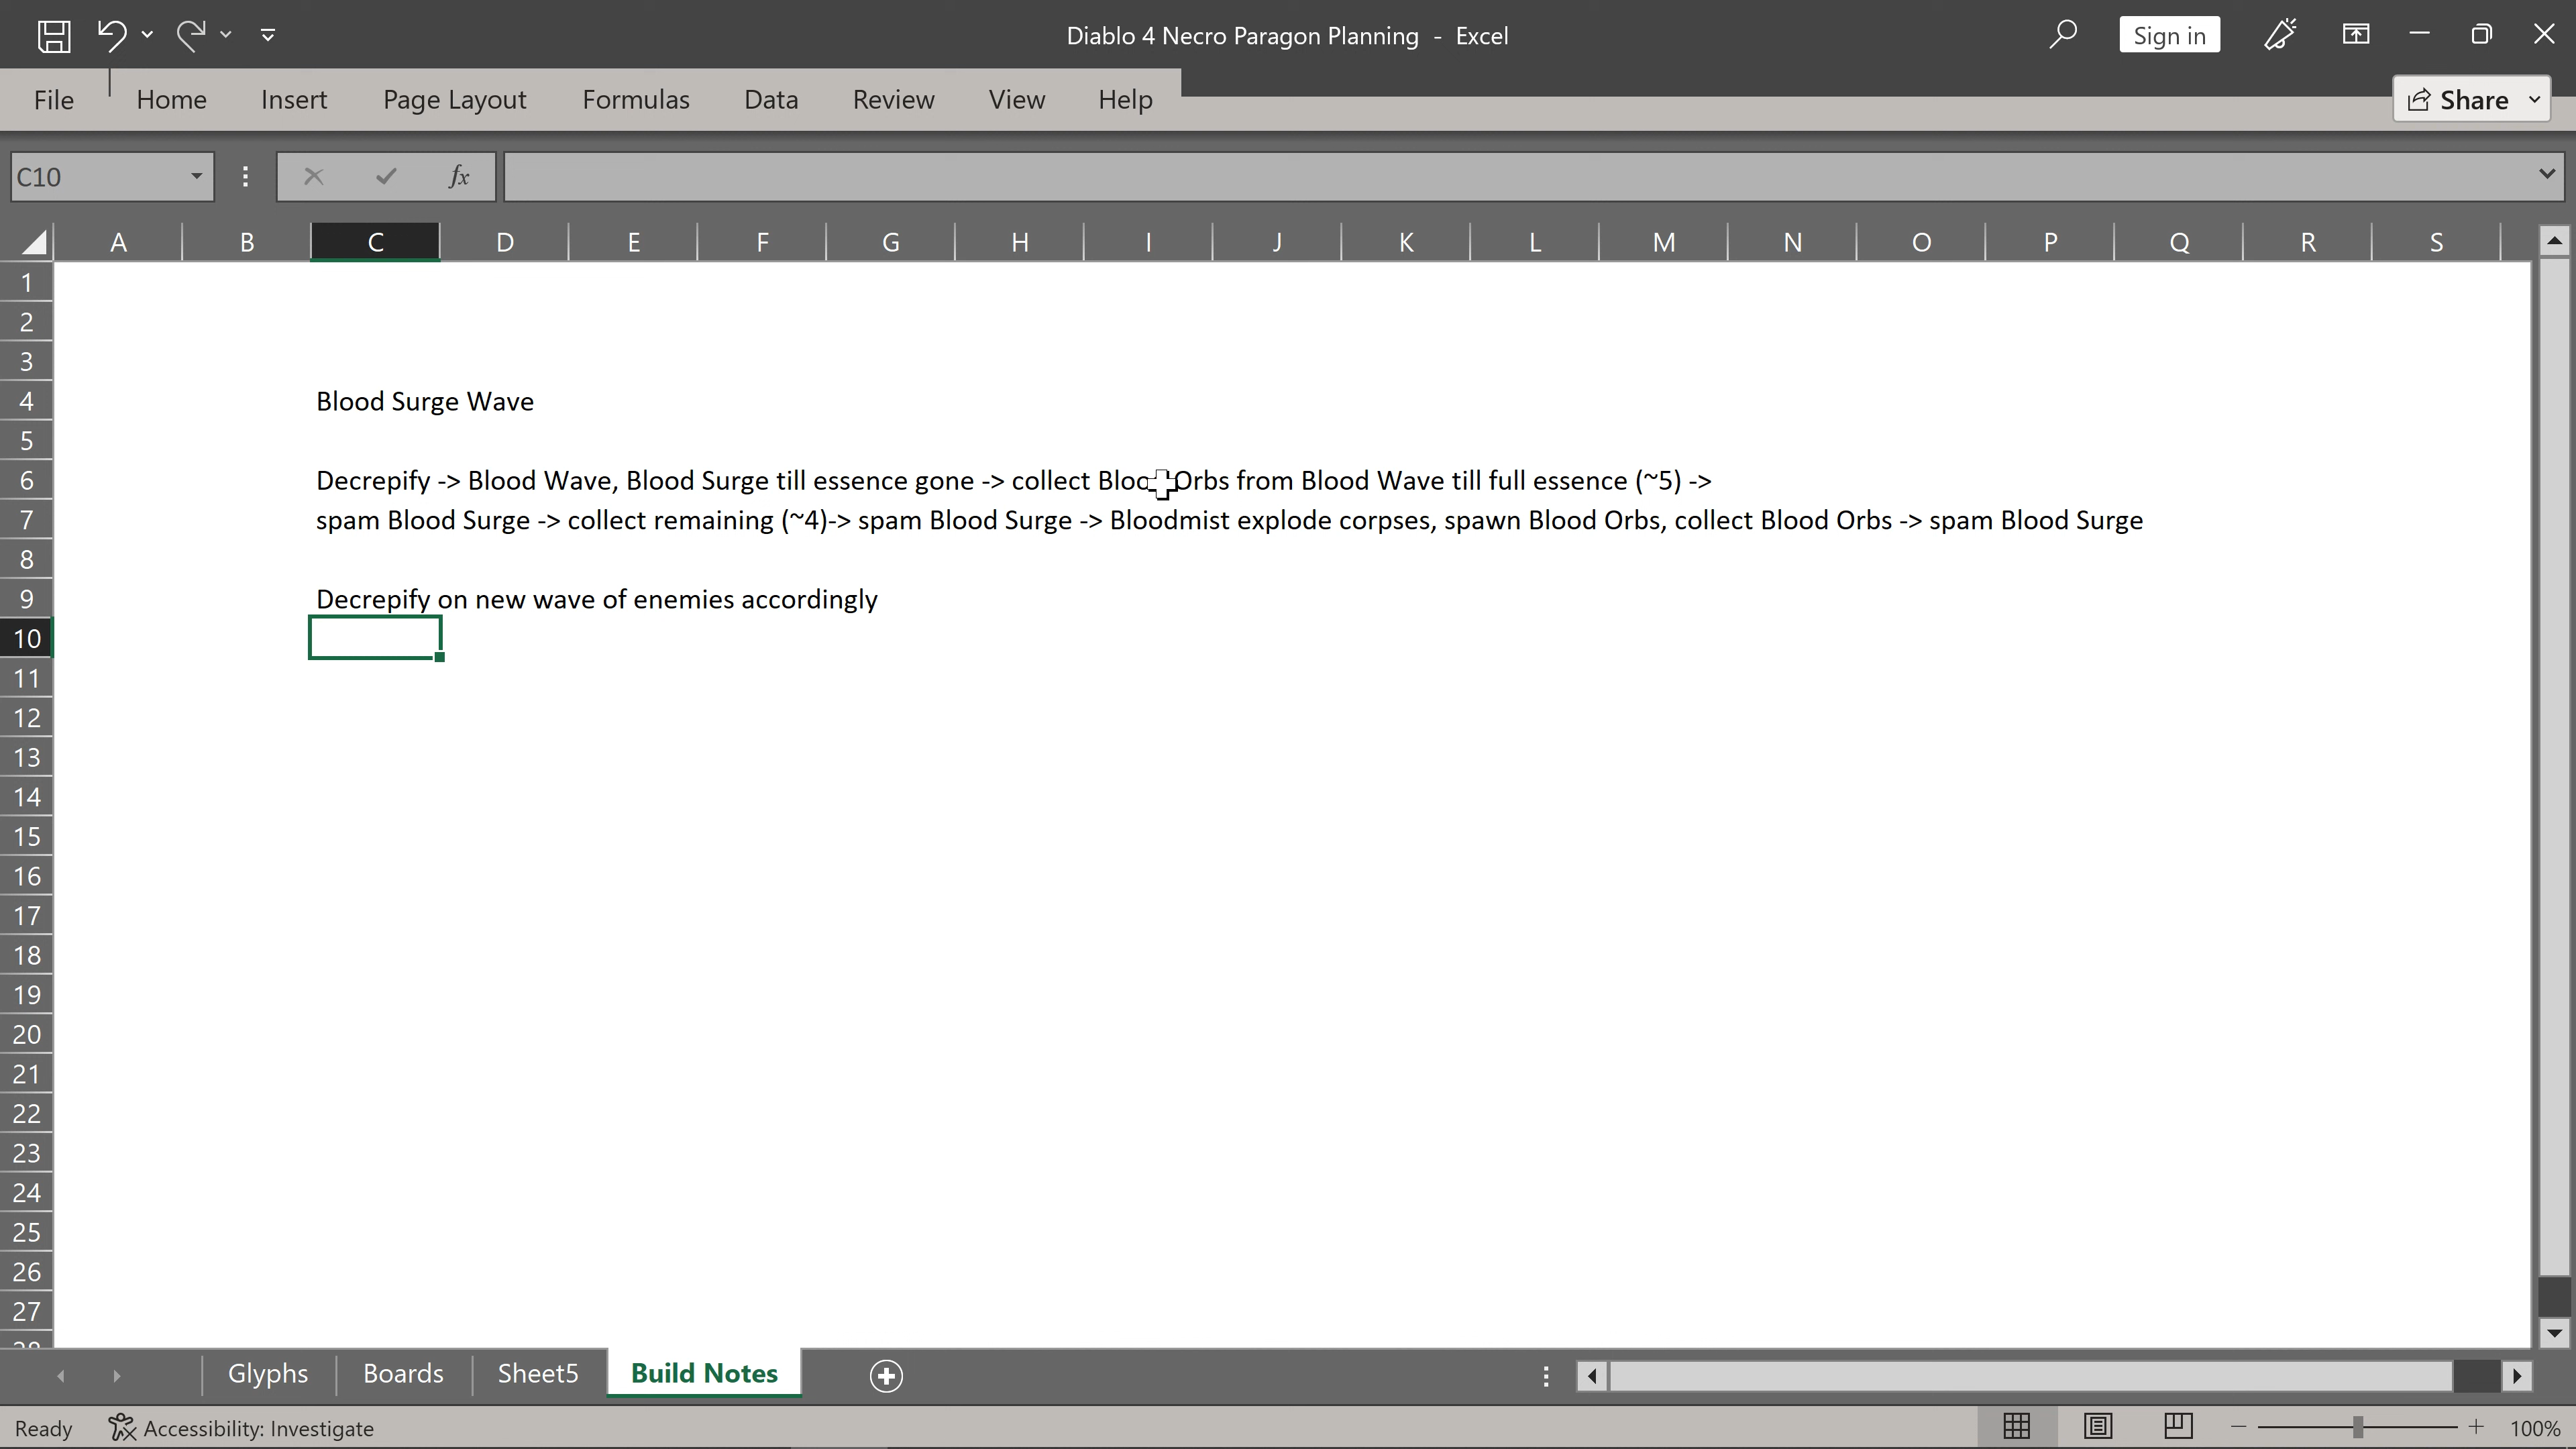 Diablo 4 Necro Paragon Planning - Excel
Sign in
File Home Insert Page Layout Formulas Data Review View Help
Share
C10
fx
A B C D E F G H I J K L M N O P Q R S
1
2
3
4 Blood Surge Wave
5
6 Decrepify -> Blood Wave, Blood Surge till essence gone -> collect Blood Orbs from Blood Wave till full essence (~5) ->
7 spam Blood Surge -> collect remaining (~4)-> spam Blood Surge -> Bloodmist explode corpses, spawn Blood Orbs, collect Blood Orbs -> spam Blood Surge
8
9 Decrepify on new wave of enemies accordingly
10
11
12
13
14
15
16
17
18
19
20
21
22
23
24
25
26
27
28
Glyphs Boards Sheet5 Build Notes
Ready Accessibility: Investigate 100%